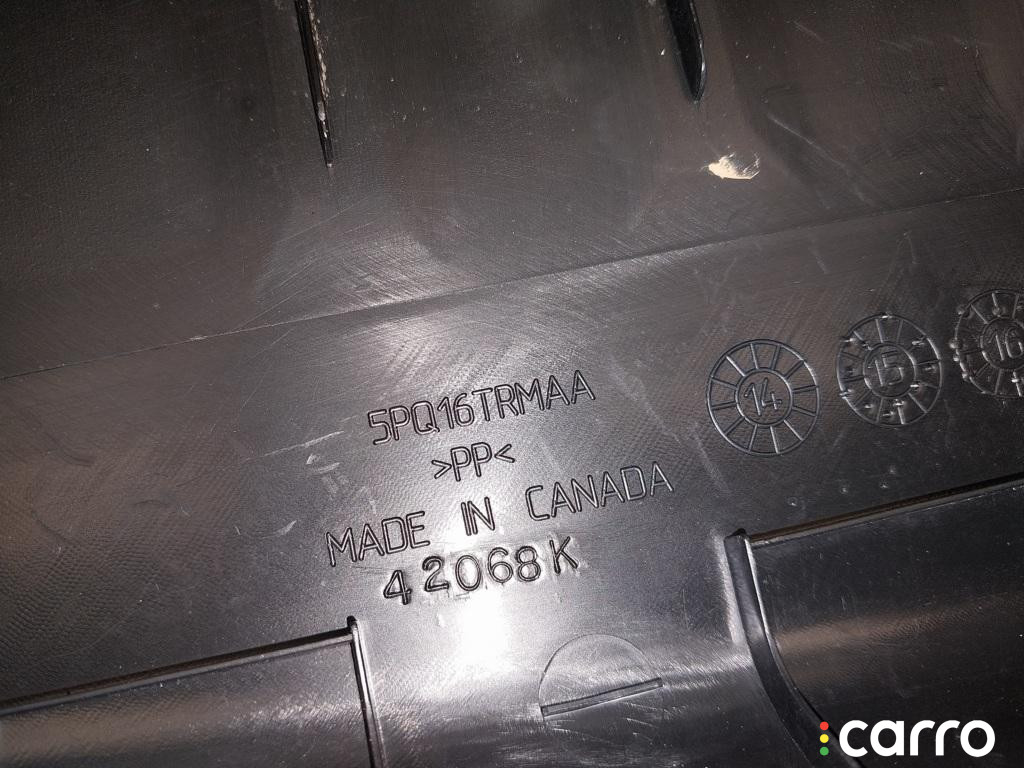 5PQ16TRMAA
>PP<
MADE IN CANADA
42068K
14
15
16
carro